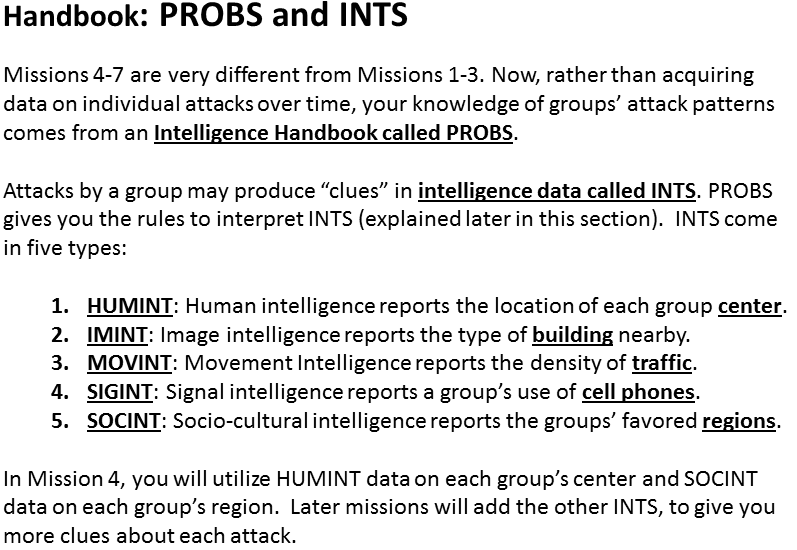 Handbook: PROBS and INTS
Missions 4-7 are very different from Missions 1-3. Now, rather than acquiring
data on individual attacks over time, your knowledge of groups’ attack patterns
comes from an Intelligence Handbook called PROBS.
Attacks by a group may produce “clues” in intelligence data called INTS. PROBS
gives you the rules to interpret INTS (explained later in this section). INTS come
in five types:
1. HUMINT: Human intelligence reports the location of each group center.
2. IMINT: Image intelligence reports the type of building nearby.
3. MOVINT: Movement Intelligence reports the density of traffic.
4. SIGINT: Signal intelligence reports a group’s use of cell phones.
5. SOCINT: Socio-cultural intelligence reports the groups’ favored regions.
In Mission 4, you will utilize HUMINT data on each group’s center and SOCINT
data on each group’s region. Later missions will add the other INTS, to give you
more clues about each attack.